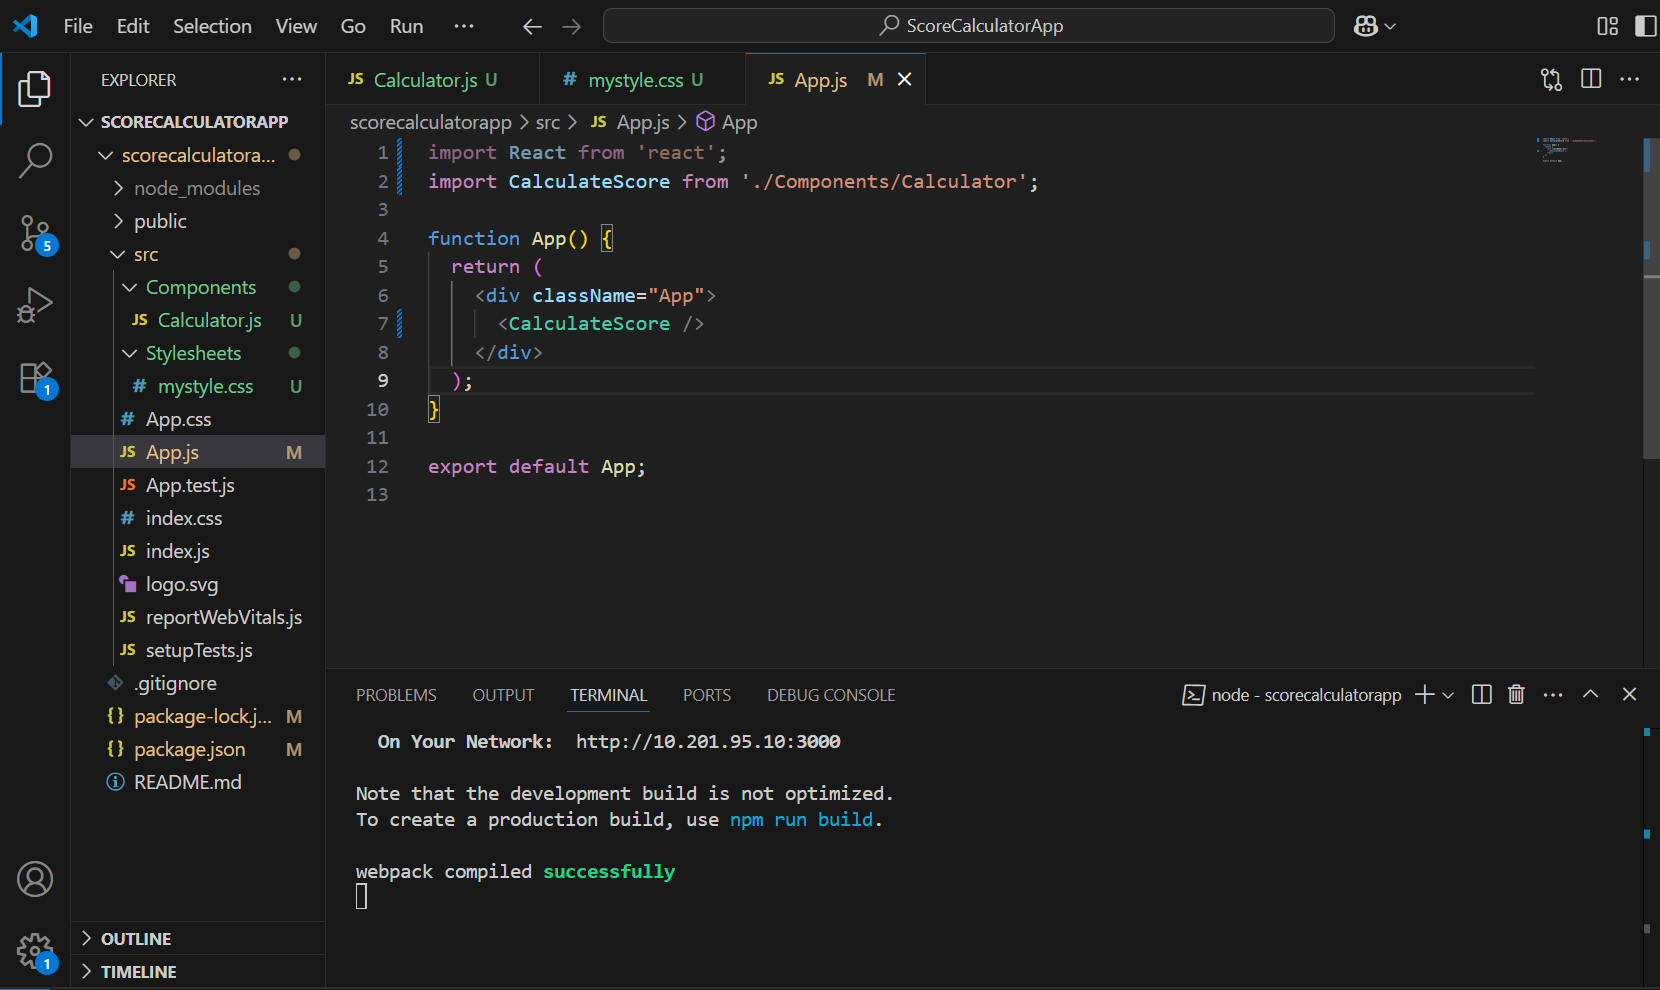 File Edit Selection View Go Run ··· ScoreCalculatorApp
EXPLORER ···
SCORECALCULATORAPP
scorecalculatora...
node_modules
public
src
Components
JS Calculator.js U
Stylesheets
# mystyle.css U
# App.css
JS App.js M
JS App.test.js
# index.css
JS index.js
logo.svg
JS reportWebVitals.js
JS setupTests.js
.gitignore
{} package-lock.j... M
{} package.json M
README.md
OUTLINE
TIMELINE
5
1
1
JS Calculator.js U # mystyle.css U JS App.js M
scorecalculatorapp > src > JS App.js > App
1 import React from 'react';
2 import CalculateScore from './Components/Calculator';
3
4 function App() {
5 return (
6 <div className="App">
7 <CalculateScore />
8 </div>
9 );
10 }
11
12 export default App;
13
PROBLEMS OUTPUT TERMINAL PORTS DEBUG CONSOLE node - scorecalculatorapp
On Your Network: http://10.201.95.10:3000
Note that the development build is not optimized.
To create a production build, use npm run build.
webpack compiled successfully